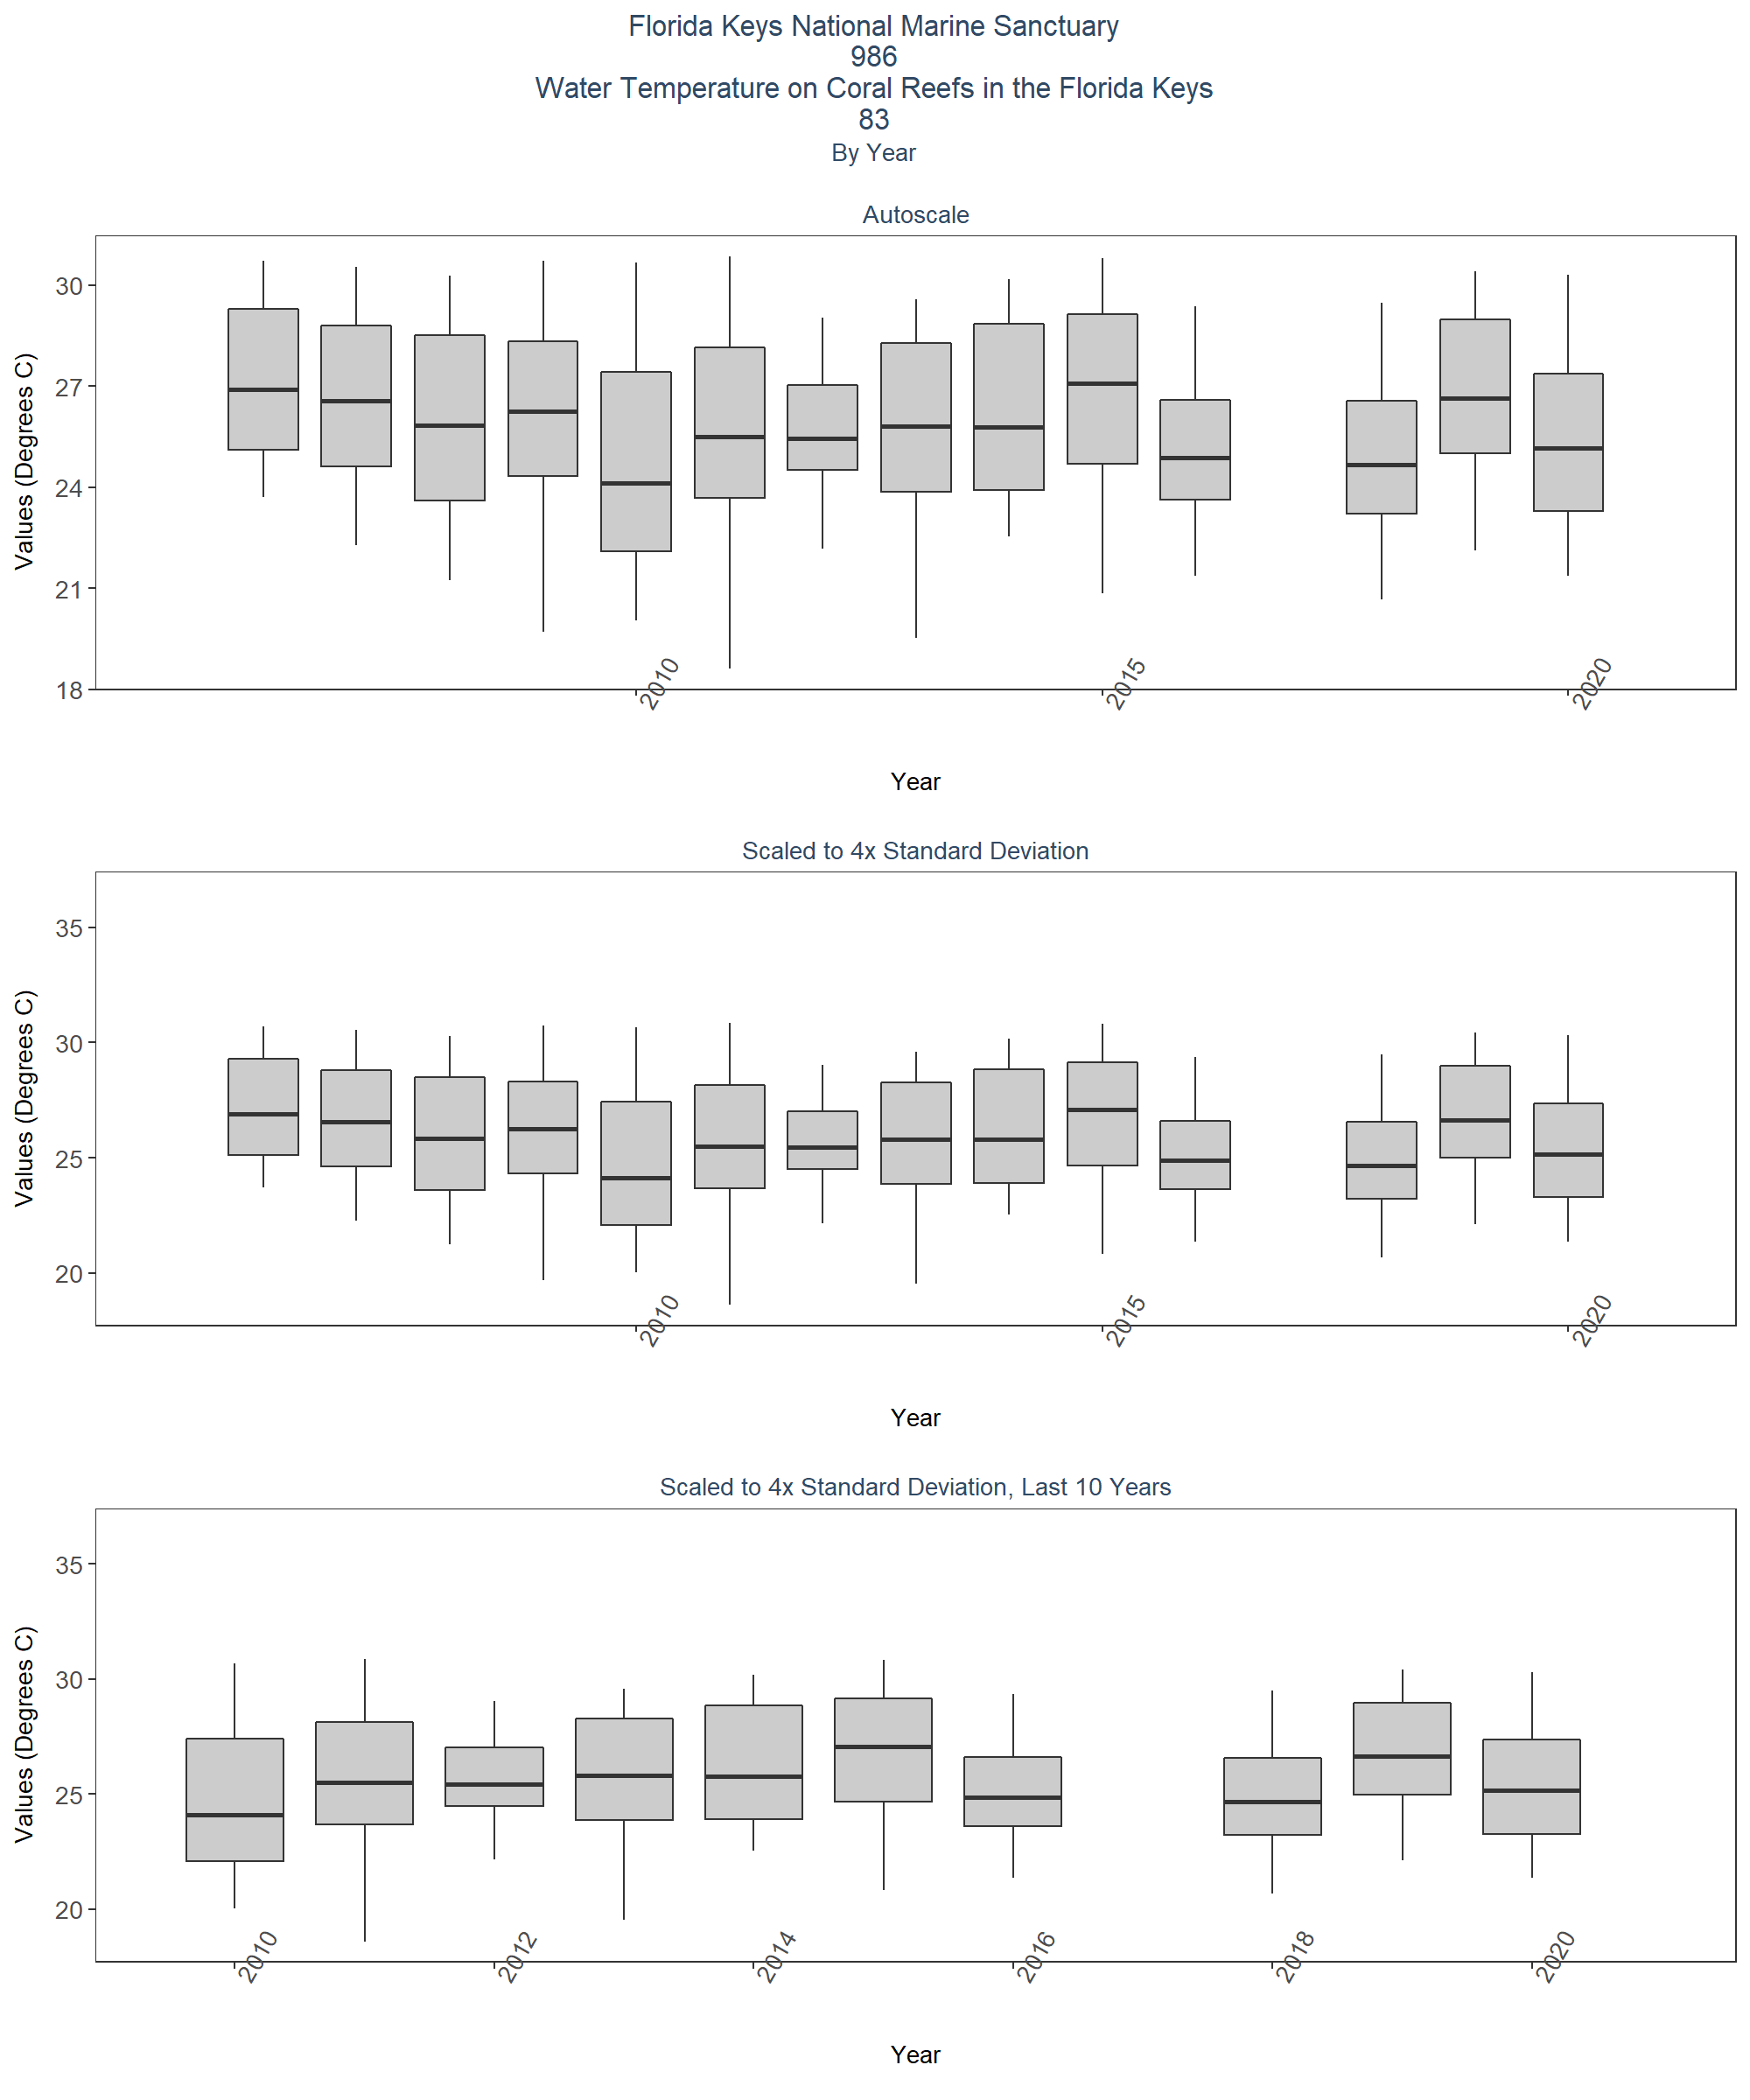 Florida Keys National Marine Sanctuary
986
Water Temperature on Coral Reefs in the Florida Keys
83
By Year
Autoscale
Values (Degrees C)
30
27
24
21
18
2010
2015
2020
Year
Scaled to 4x Standard Deviation
Values (Degrees C)
35
30
25
20
2010
2015
2020
Year
Scaled to 4x Standard Deviation, Last 10 Years
Values (Degrees C)
35
30
25
20
2010
2012
2014
2016
2018
2020
Year